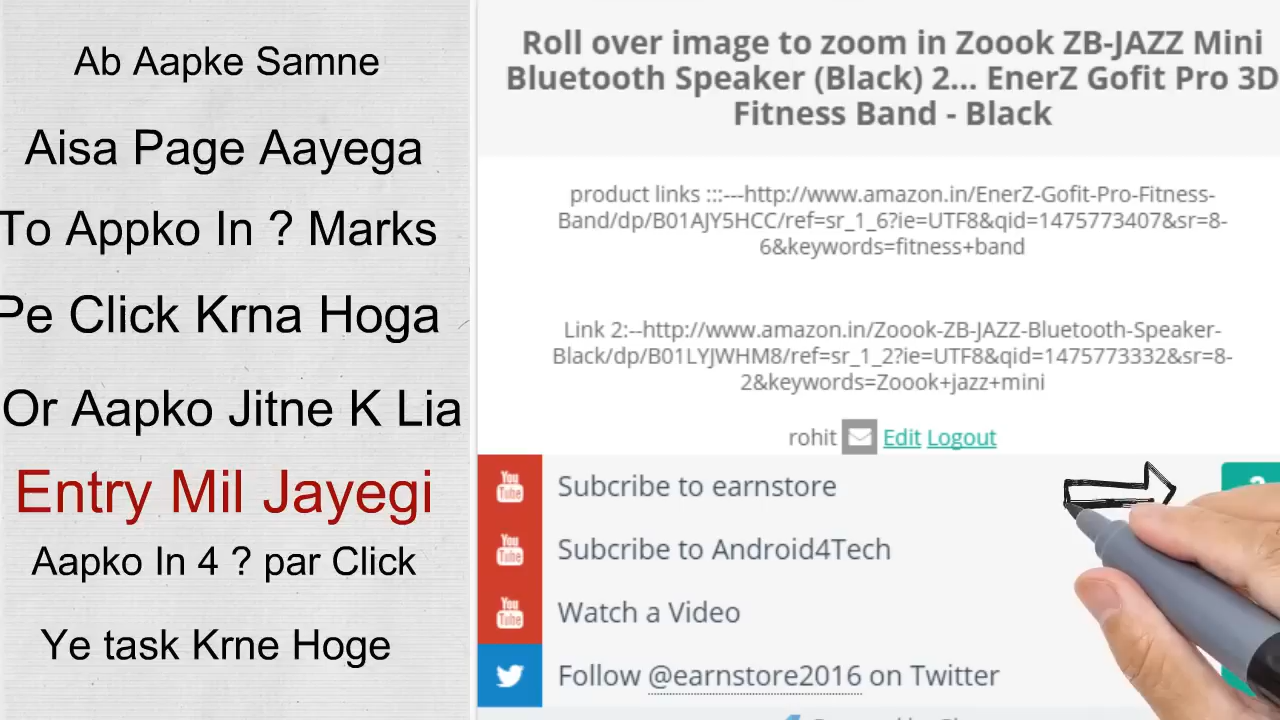 Ab Aapke Samne
Aisa Page Aayega
To Appko In ? Marks
Pe Click Krna Hoga
Or Aapko Jitne K Lia
Entry Mil Jayegi
Aapko In 4 ? par Click
Ye task Krne Hoge
Roll over image to zoom in Zoook ZB-JAZZ Mini
Bluetooth Speaker (Black) 2... EnerZ Gofit Pro 3D
Fitness Band - Black
product links :::---http://www.amazon.in/EnerZ-Gofit-Pro-Fitness-
Band/dp/B01AJY5HCC/ref=sr_1_6?ie=UTF8&qid=1475773407&sr=8-
6&keywords=fitness+band
Link 2:--http://www.amazon.in/Zoook-ZB-JAZZ-Bluetooth-Speaker-
Black/dp/B01LYJWHM8/ref=sr_1_2?ie=UTF8&qid=1475773332&sr=8-
2&keywords=Zoook+jazz+mini
rohit Edit Logout
You Tube Subcribe to earnstore
You Tube Subcribe to Android4Tech
You Tube Watch a Video
Follow @earnstore2016 on Twitter